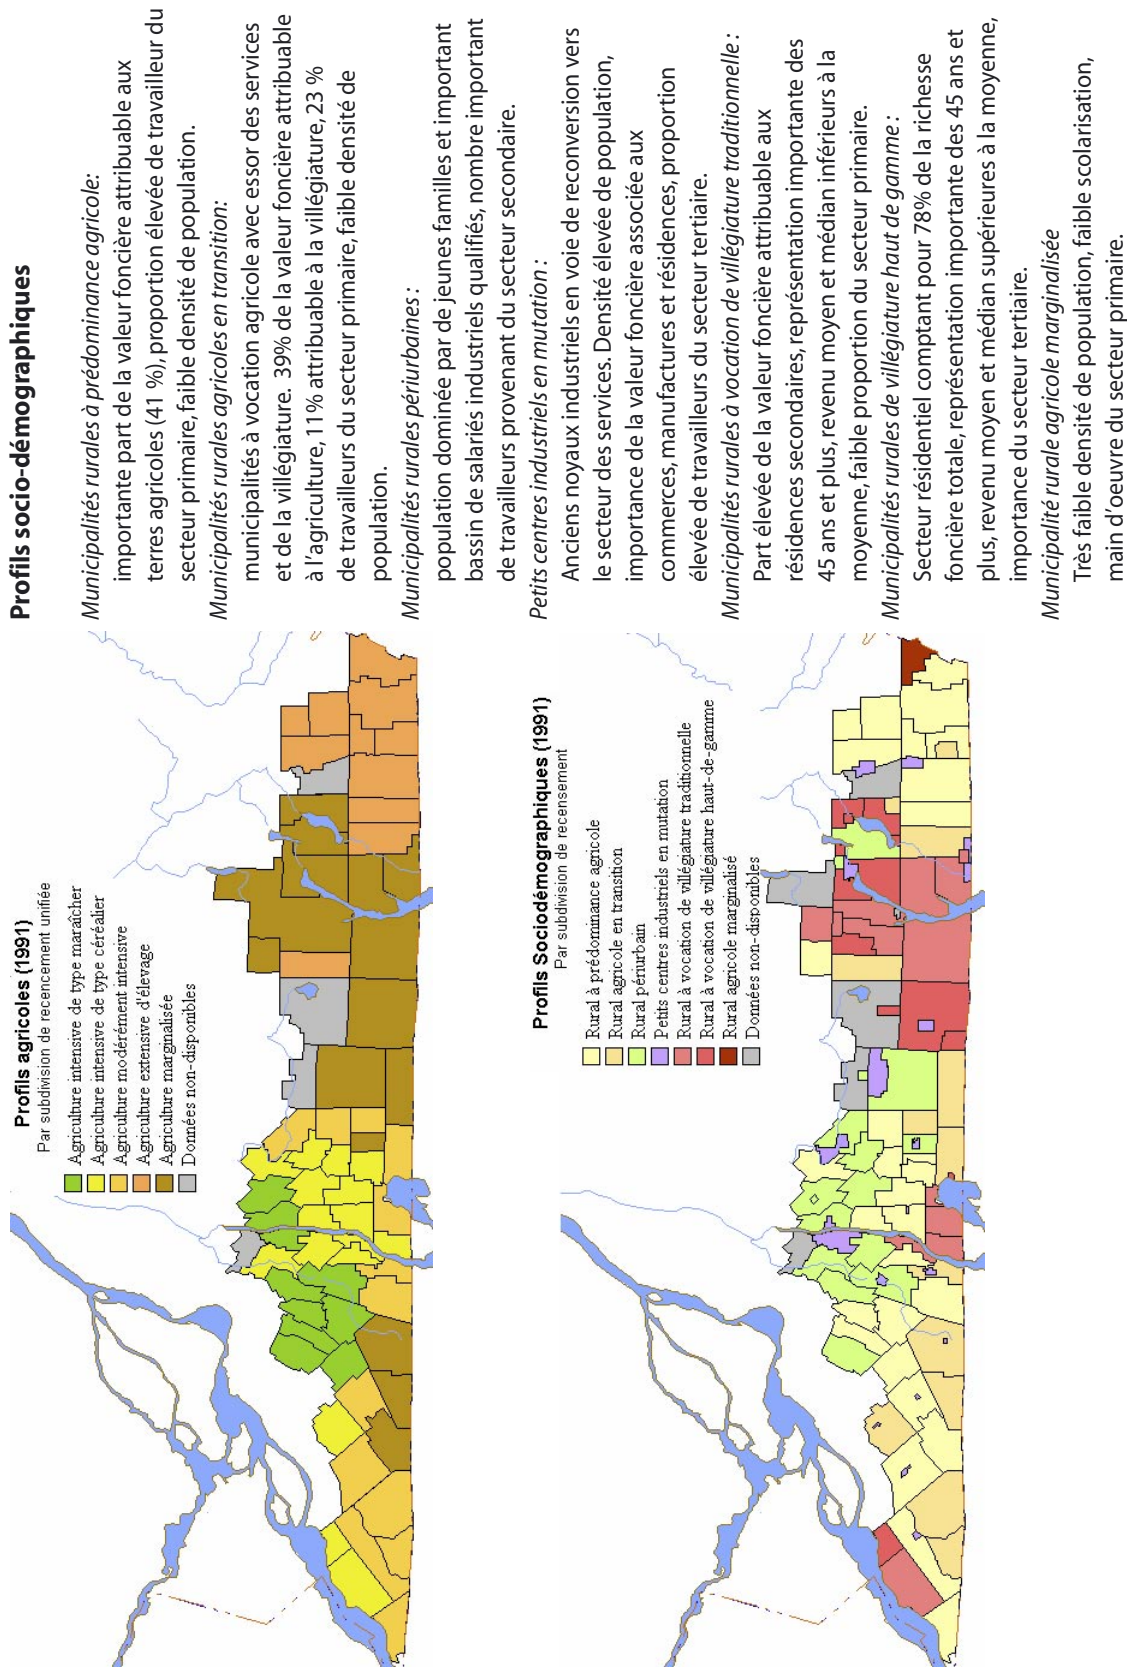 Profils agricoles (1991)
Par subdivision de recencement unifiée
Agriculture intensive de type maraîcher
Agriculture intensive de type céréalier
Agriculture modérément intensive
Agriculture extensive d'élevage
Agriculture marginalisée
Données non-disponibles
Profils Sociodémographiques (1991)
Par subdivision de recensement
Rural à prédominance agricole
Rural agricole en transition
Rural périurbain
Petits centres industriels en mutation
Rural à vocation de villégiature traditionnelle
Rural à vocation de villégiature haut-de-gamme
Rural agricole marginalisé
Données non-disponibles
Profils socio-démographiques
Municipalités rurales à prédominance agricole:
importante part de la valeur foncière attribuable aux
terres agricoles (41 %), proportion élevée de travailleur du
secteur primaire, faible densité de population.
Municipalités rurales agricoles en transition:
municipalités à vocation agricole avec essor des services
et de la villégiature. 39% de la valeur foncière attribuable
à l'agriculture, 11% attribuable à la villégiature, 23 %
de travailleurs du secteur primaire, faible densité de
population.
Municipalités rurales périurbaines :
population dominée par de jeunes familles et important
bassin de salariés industriels qualifiés, nombre important
de travailleurs provenant du secteur secondaire.
Petits centres industriels en mutation :
Anciens noyaux industriels en voie de reconversion vers
le secteur des services. Densité élevée de population,
importance de la valeur foncière associée aux
commerces, manufactures et résidences, proportion
élevée de travailleurs du secteur tertiaire.
Municipalités rurales à vocation de villégiature traditionnelle :
Part élevée de la valeur foncière attribuable aux
résidences secondaires, représentation importante des
45 ans et plus, revenu moyen et médian inférieurs à la
moyenne, faible proportion du secteur primaire.
Municipalités rurales de villégiature haut de gamme :
Secteur résidentiel comptant pour 78% de la richesse
foncière totale, représentation importante des 45 ans et
plus, revenu moyen et médian supérieures à la moyenne,
importance du secteur tertiaire.
Municipalité rurale agricole marginalisée
Très faible densité de population, faible scolarisation,
main d'oeuvre du secteur primaire.